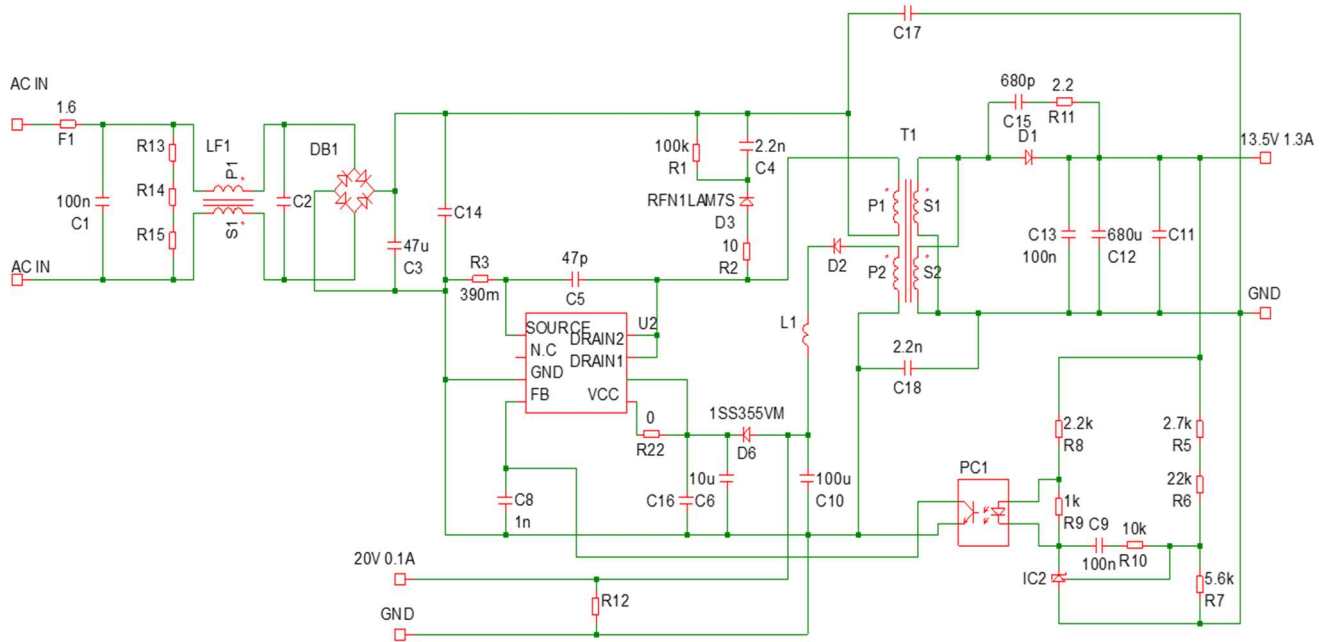 C17
AC IN
1.6
F1
R13
R14
R15
100n
C1
LF1
P1
S1
C2
DB1
47u
C3
C14
R3
390m
47p
C5
100k
R1
2.2n
C4
RFN1LAM7S
D3
10
R2
T1
P1
S1
P2
S2
D2
L1
680p
C15
2.2
R11
D1
13.5V 1.3A
C13
100n
680u
C12
C11
GND
AC IN
SOURCE
N.C
GND
FB
U2
DRAIN2
DRAIN1
VCC
0
R22
1SS355VM
D6
10u
C16
C6
100u
C10
2.2n
C18
C8
1n
PC1
2.2k
R8
1k
R9
C9
100n
10k
R10
2.7k
R5
22k
R6
IC2
5.6k
R7
20V 0.1A
R12
GND